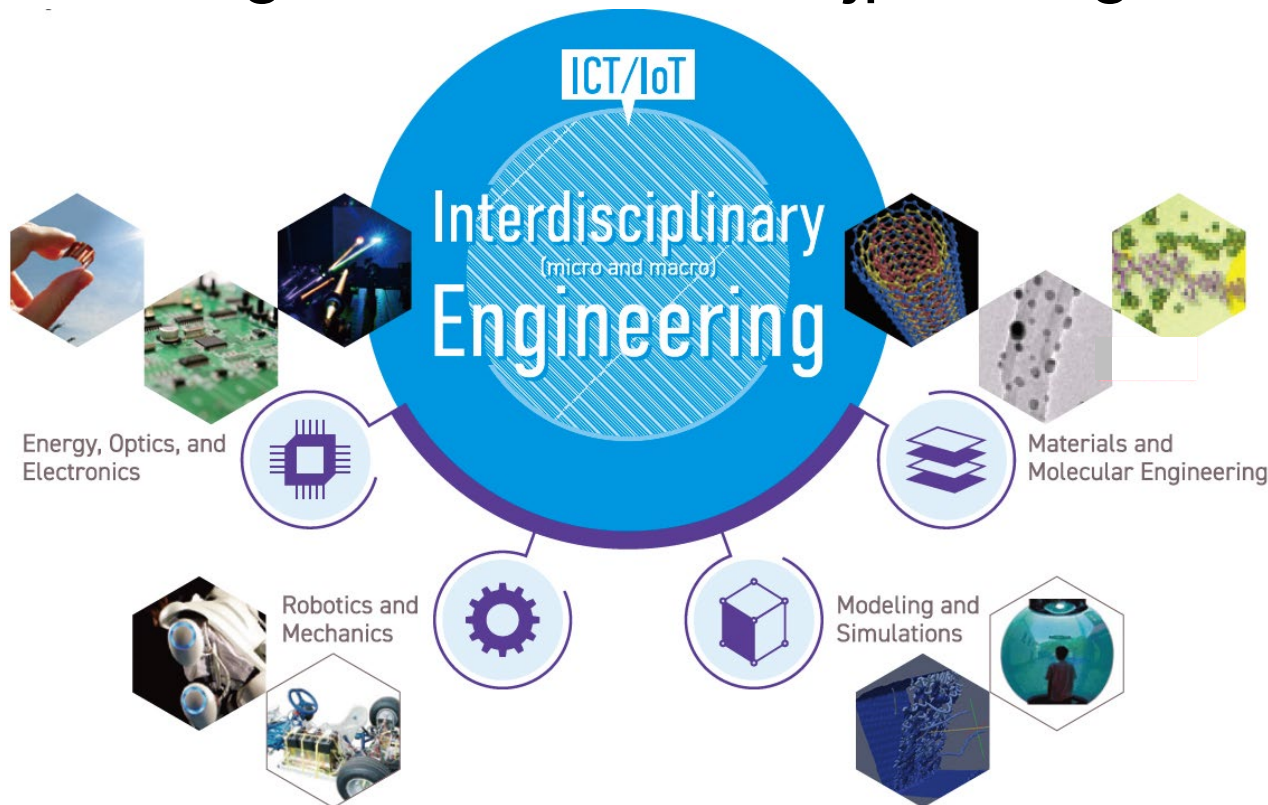 ICT/IoT
Interdisciplinary
(micro and macro)
Engineering
Energy, Optics, and
Electronics
Materials and
Molecular Engineering
Robotics and
Mechanics
Modeling and
Simulations